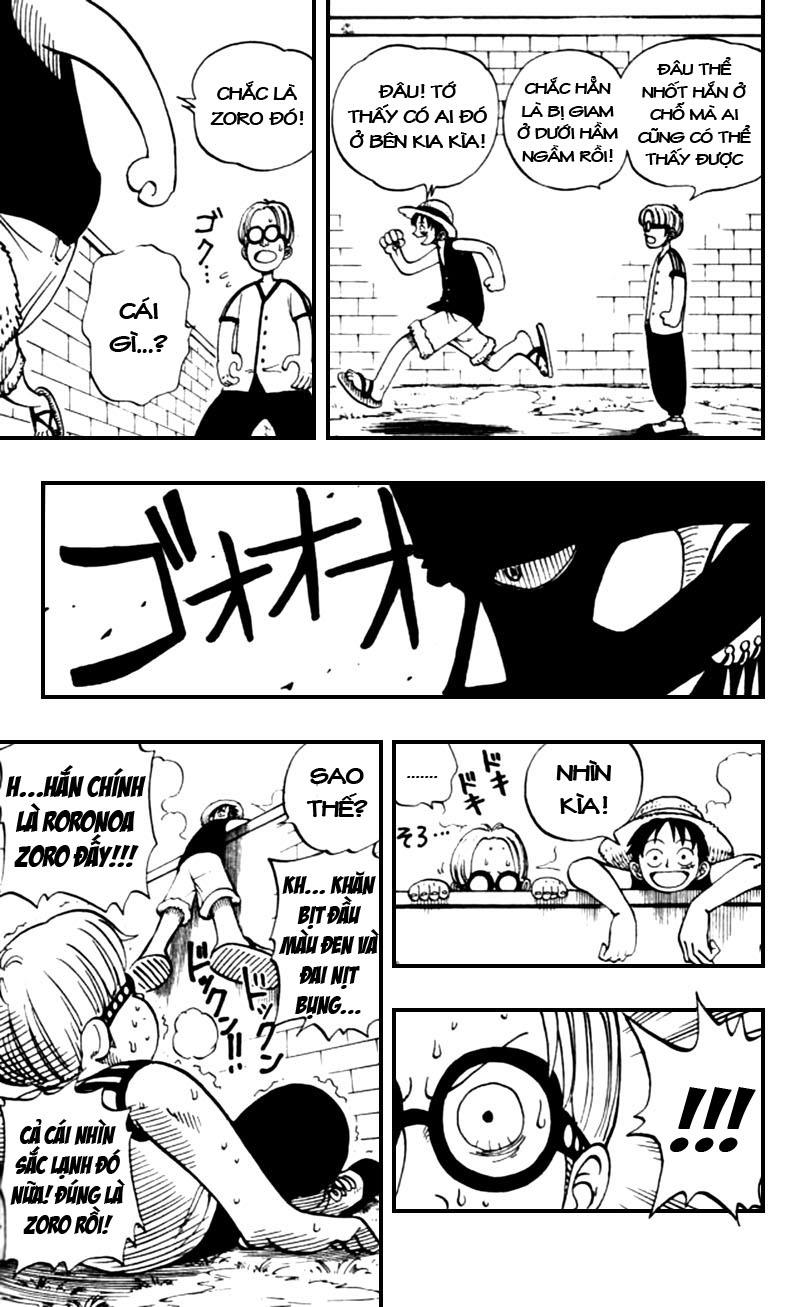 ĐÂU THỂ
NHỐT HẮN Ở
CHỖ MÀ AI
CŨNG CÓ THỂ
THẤY ĐƯỢC
CHẮC HẲN
LÀ BỊ GIAM
Ở DƯỚI HẦM
NGẦM RỒI!
ĐÂU! TỚ
THẤY CÓ AI ĐÓ
Ở BÊN KIA KÌA!
CHẮC LÀ
ZORO ĐÓ!
ゴク…
CÁI
GÌ...?
ゴオオオ
NHÌN
KÌA!
ドキドキ
.......
そろ…
!!!
SAO
THẾ?
KH... KHĂN
BỊT ĐẦU
MÀU ĐEN VÀ
ĐAI NỊT
BỤNG...
H...HẮN CHÍNH
LÀ RORONOA
ZORO ĐẤY!!!
ドックン
ドックン!!
CẢ CÁI NHÌN
SẮC LẠNH ĐÓ
NỮA! ĐÚNG LÀ
ZORO RỒI!